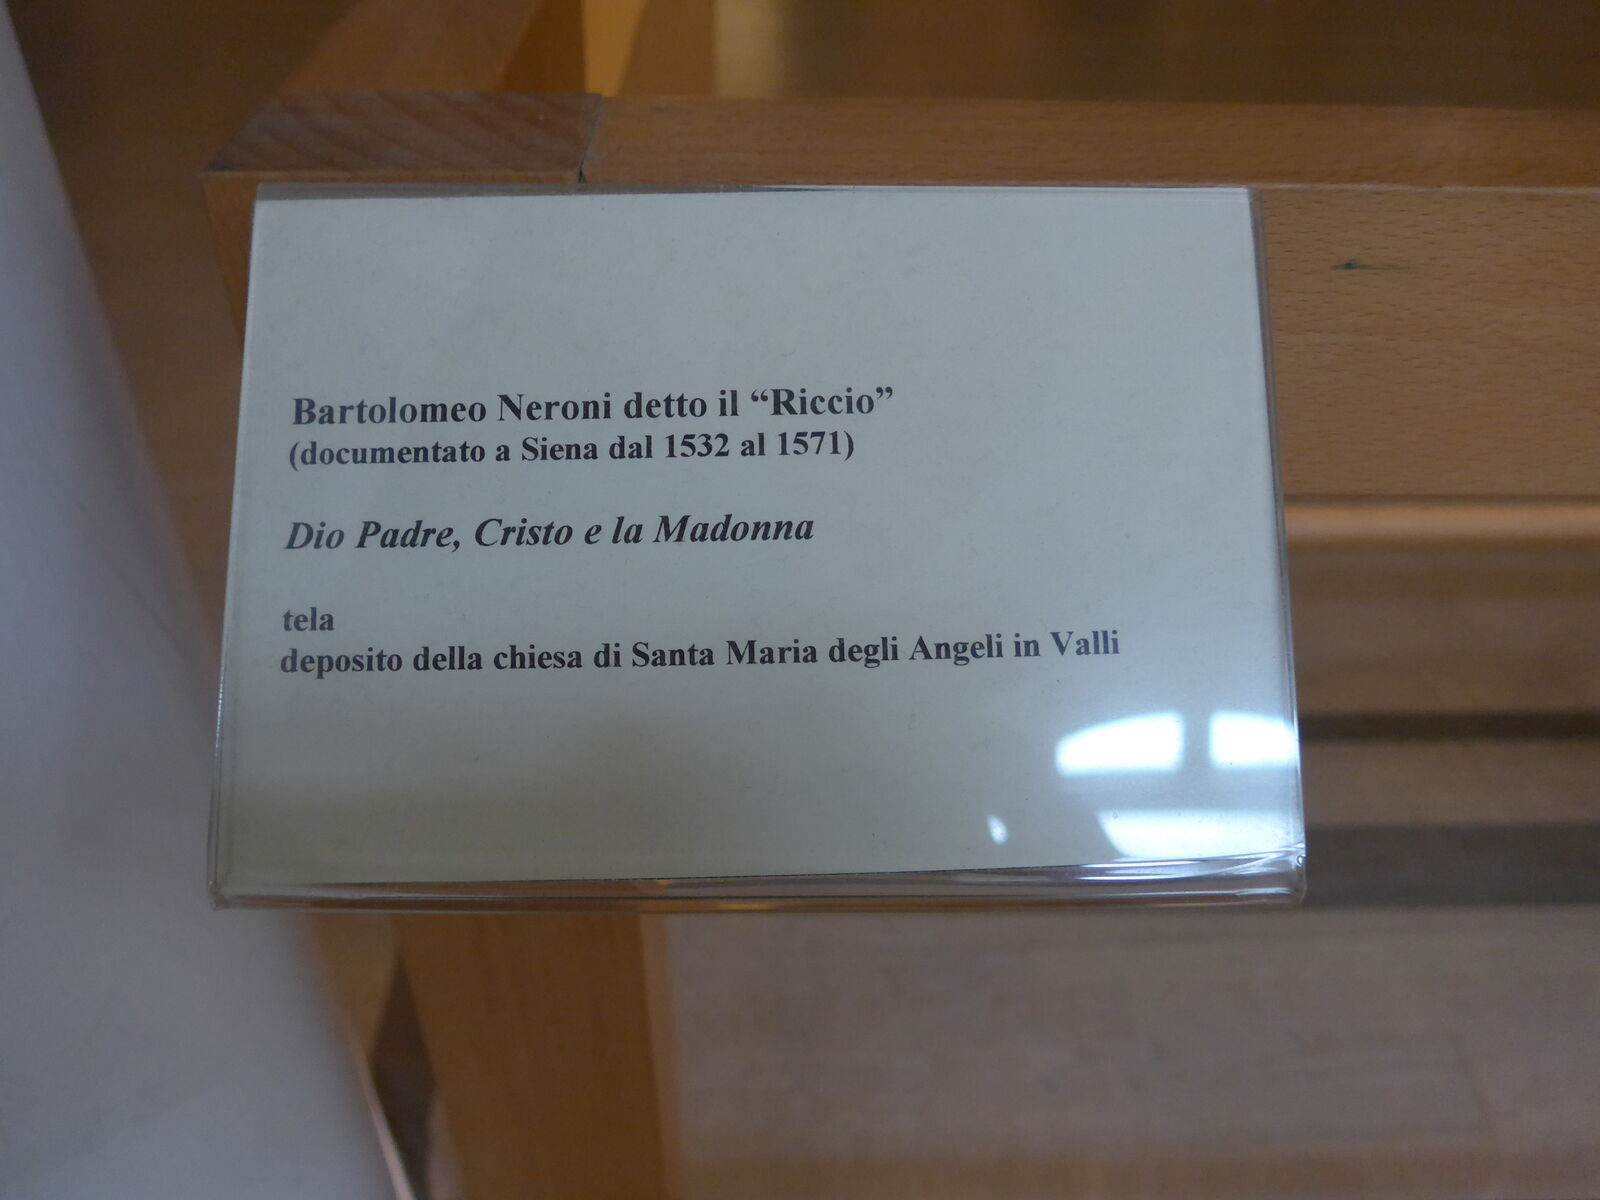 Bartolomeo Neroni detto il “Riccio”
(documentato a Siena dal 1532 al 1571)
Dio Padre, Cristo e la Madonna
tela
deposito della chiesa di Santa Maria degli Angeli in Valli